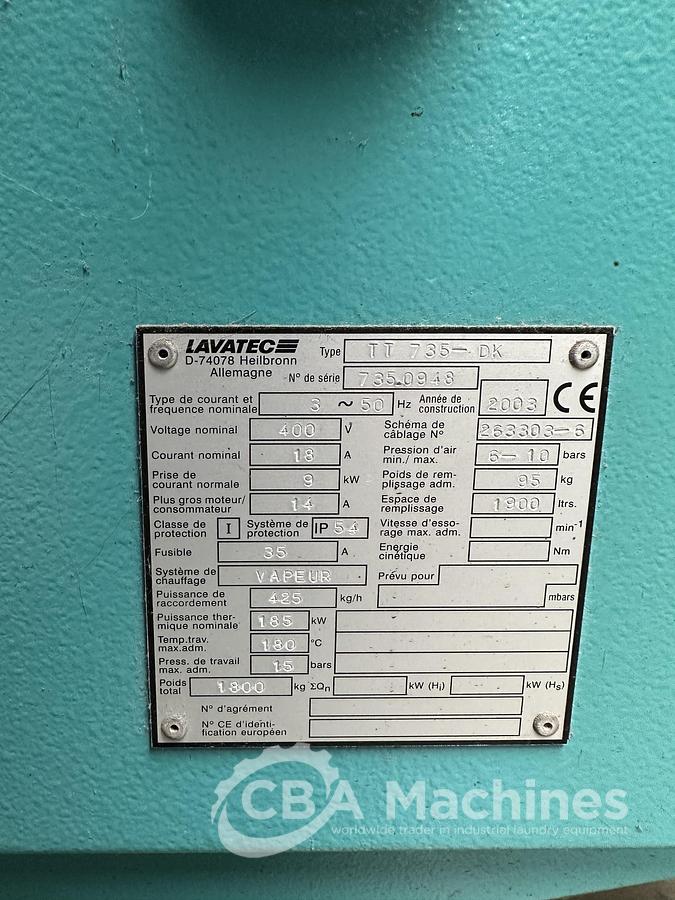 LAVATEC
D-74078 Heilbronn
Allemagne
Type TT 735-DK
N° de série 735.0948
Type de courant et
fréquence nominale 3 ~ 50 Hz
Année de
construction 2003 CE
Voltage nominal 400 V
Schéma de
câblage N° 263303-6
Courant nominal 18 A
Pression d'air
min./ max. 6-10 bars
Prise de
courant normale 9 kW
Poids de rem-
plissage adm. 95 kg
Plus gros moteur/
consommateur 14 A
Espace de
remplissage 1900 ltrs.
Classe de
protection I
Système de
protection IP 54
Vitesse d'esso-
rage max. adm. min⁻¹
Fusible 35 A
Energie
cinétique Nm
Système de
chauffage VAPEUR
Prévu pour
mbars
Puissance de
raccordement 425 kg/h
Puissance ther-
mique nominale 185 kW
Temp.trav.
max.adm. 180 °C
Press. de travail
max. adm. 15 bars
Poids
total 1800 kg ΣQn kW (Hi) kW (Hs)
N° d'agrément
N° CE d'identi-
fication européen
CBA Machines
worldwide trader in industrial laundry equipment